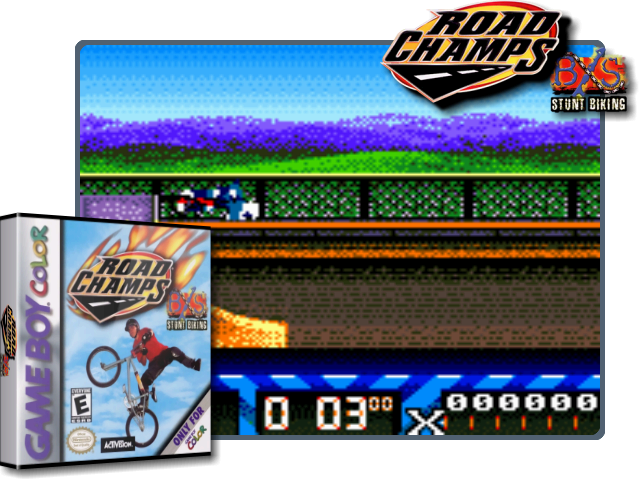 ROAD
CHAMPS
BXS
STUNT BIKING
GAME BOY COLOR
ROAD
CHAMPS
BXS
STUNT BIKING
E
ACTIVISION
ONLY FOR
COLOR
0 03 00
X 000000